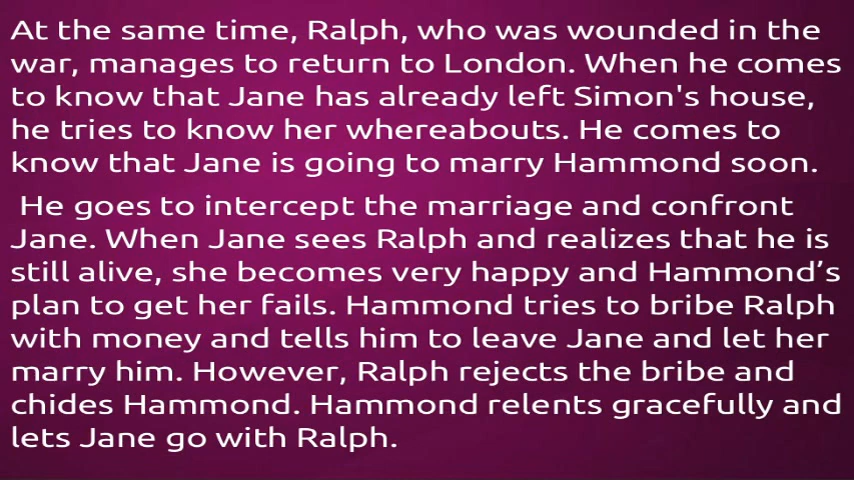 At the same time, Ralph, who was wounded in the
war, manages to return to London. When he comes
to know that Jane has already left Simon's house,
he tries to know her whereabouts. He comes to
know that Jane is going to marry Hammond soon.
He goes to intercept the marriage and confront
Jane. When Jane sees Ralph and realizes that he is
still alive, she becomes very happy and Hammond’s
plan to get her fails. Hammond tries to bribe Ralph
with money and tells him to leave Jane and let her
marry him. However, Ralph rejects the bribe and
chides Hammond. Hammond relents gracefully and
lets Jane go with Ralph.